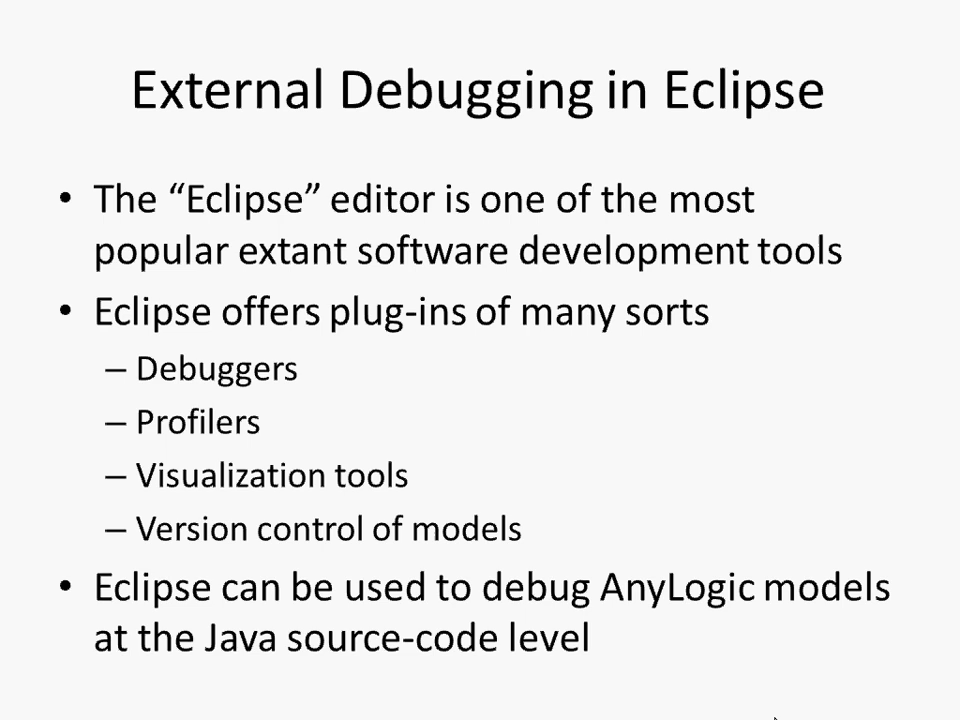 External Debugging in Eclipse
• The “Eclipse” editor is one of the most
popular extant software development tools
• Eclipse offers plug-ins of many sorts
– Debuggers
– Profilers
– Visualization tools
– Version control of models
• Eclipse can be used to debug AnyLogic models
at the Java source-code level